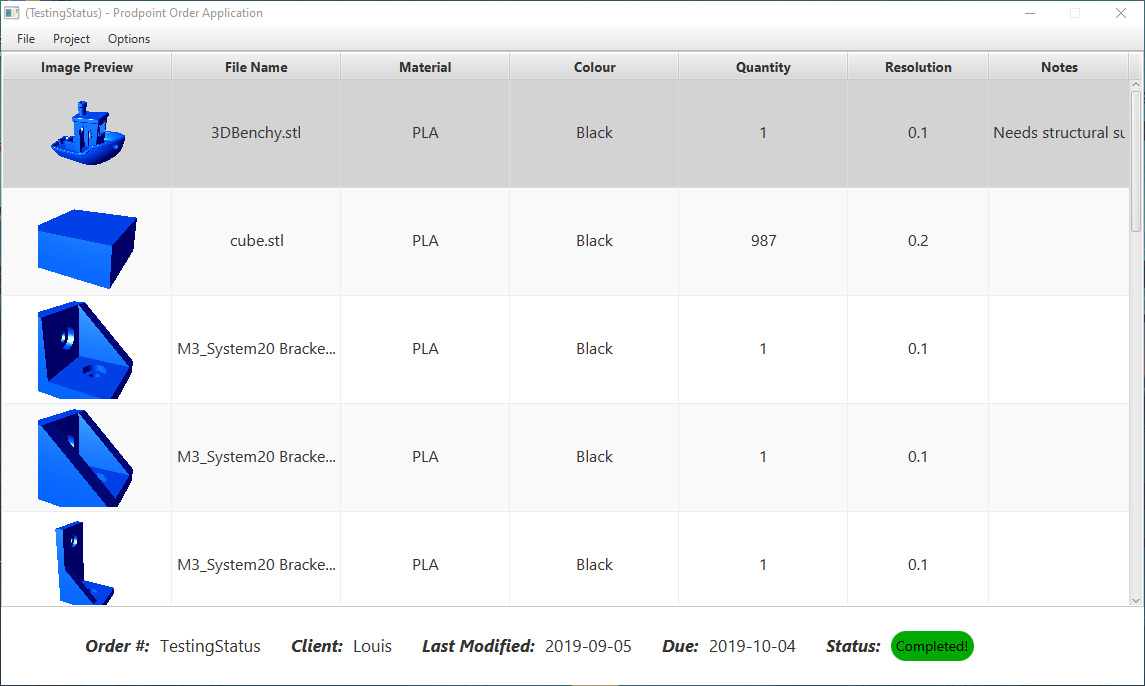 (TestingStatus) - Prodpoint Order Application
File Project Options
Image Preview File Name Material Colour Quantity Resolution Notes
3DBenchy.stl PLA Black 1 0.1 Needs structural su
cube.stl PLA Black 987 0.2
M3_System20 Bracke... PLA Black 1 0.1
M3_System20 Bracke... PLA Black 1 0.1
M3_System20 Bracke... PLA Black 1 0.1
Order #: TestingStatus Client: Louis Last Modified: 2019-09-05 Due: 2019-10-04 Status: Completed!